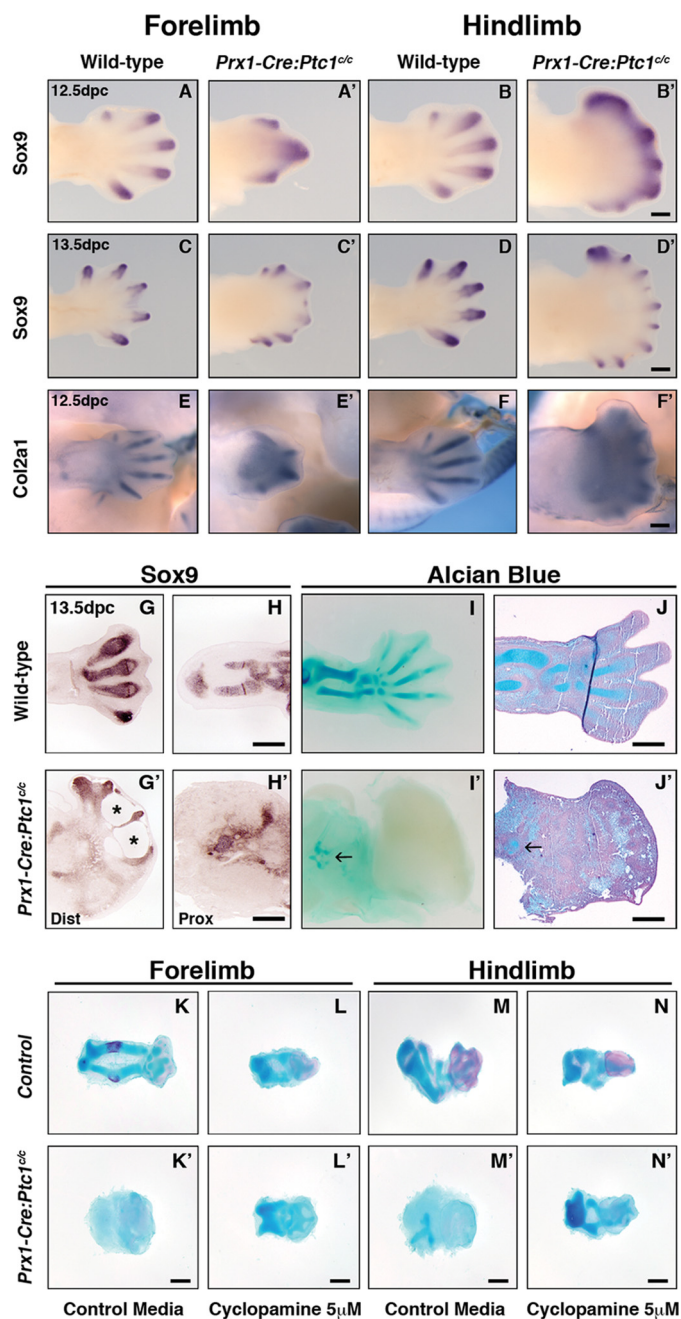 Forelimb Hindlimb
Wild-type Prx1-Cre:Ptc1c/c Wild-type Prx1-Cre:Ptc1c/c
Sox9 12.5dpc A A' B B'
Sox9 13.5dpc C C' D D'
Col2a1 12.5dpc E E' F F'
Sox9 Alcian Blue
Wild-type 13.5dpc G H I J
Prx1-Cre:Ptc1c/c G' H' I' J'
* *
Dist Prox
Forelimb Hindlimb
Control K L M N
Prx1-Cre:Ptc1c/c K' L' M' N'
Control Media Cyclopamine 5μM Control Media Cyclopamine 5μM